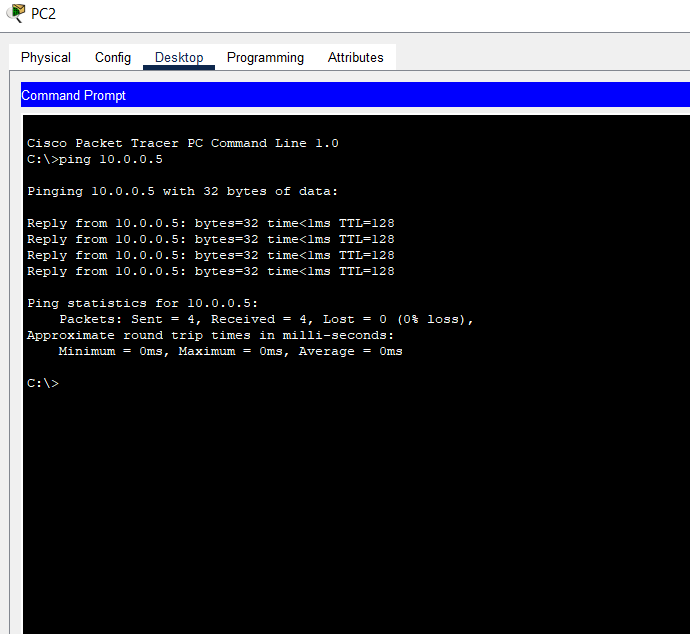 PC2
Physical Config Desktop Programming Attributes
Command Prompt
Cisco Packet Tracer PC Command Line 1.0
C:\>ping 10.0.0.5
Pinging 10.0.0.5 with 32 bytes of data:
Reply from 10.0.0.5: bytes=32 time<1ms TTL=128
Reply from 10.0.0.5: bytes=32 time<1ms TTL=128
Reply from 10.0.0.5: bytes=32 time<1ms TTL=128
Reply from 10.0.0.5: bytes=32 time<1ms TTL=128
Ping statistics for 10.0.0.5:
Packets: Sent = 4, Received = 4, Lost = 0 (0% loss),
Approximate round trip times in milli-seconds:
Minimum = 0ms, Maximum = 0ms, Average = 0ms
C:\>